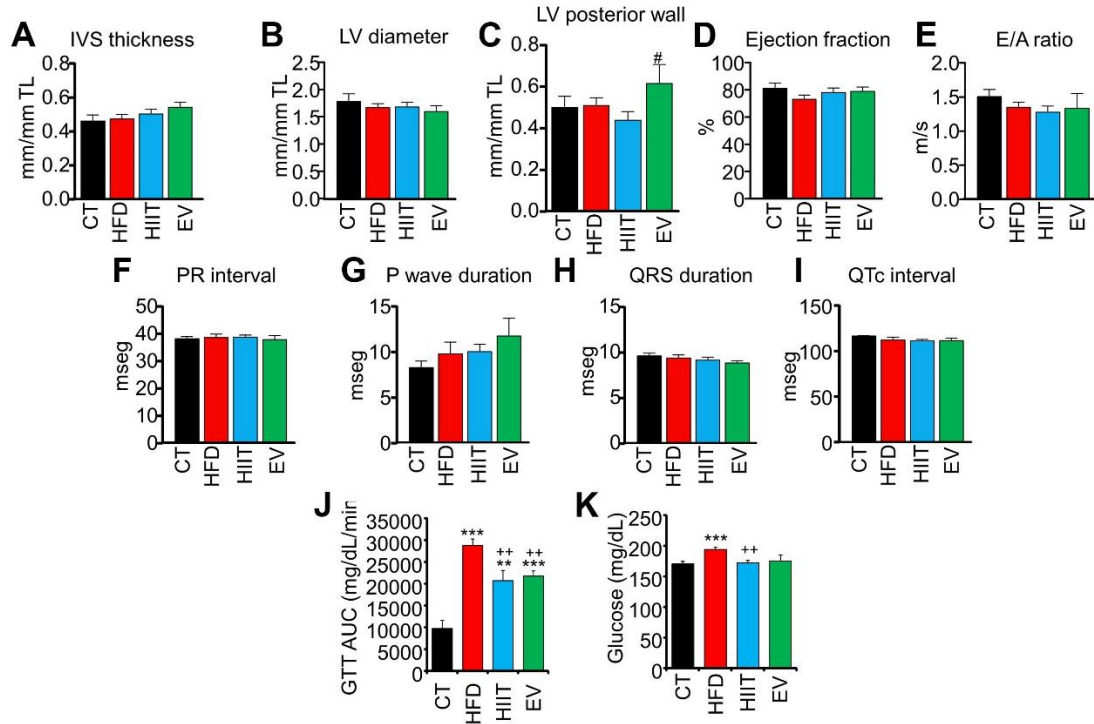 A IVS thickness
mm/mm TL
0.8
0.6
0.4
0.2
0.0
CT HFD HIIT EV
B LV diameter
mm/mm TL
2.5
2.0
1.5
1.0
0.5
0.0
CT HFD HIIT EV
C LV posterior wall
mm/mm TL
0.8
0.6
0.4
0.2
0.0
#
CT HFD HIIT EV
D Ejection fraction
%
100
80
60
40
20
0
CT HFD HIIT EV
E E/A ratio
m/s
2.0
1.5
1.0
0.5
0.0
CT HFD HIIT EV
F PR interval
mseg
50
40
30
20
10
0
CT HFD HIIT EV
G P wave duration
mseg
15
10
5
0
CT HFD HIIT EV
H QRS duration
mseg
15
10
5
0
CT HFD HIIT EV
I QTc interval
mseg
150
100
50
0
CT HFD HIIT EV
J
GTT AUC (mg/dL/min
35000
30000
25000
20000
15000
10000
5000
0
***
++
**
++
***
CT HFD HIIT EV
K
Glucose (mg/dL)
250
200
150
100
50
0
***
++
CT HFD HIIT EV